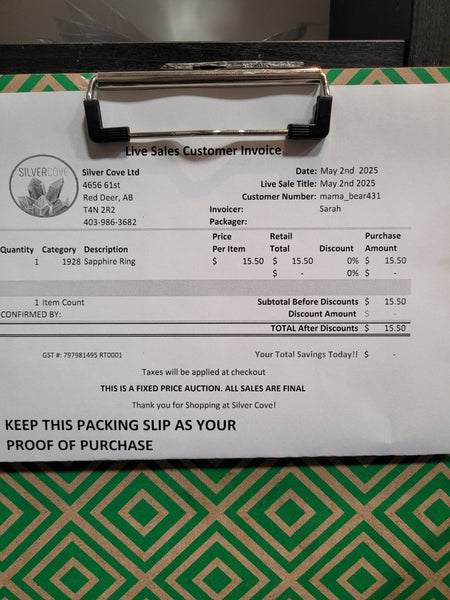 Live Sales Customer Invoice
SILVERCOVE
Silver Cove Ltd
4656 61st
Red Deer, AB
T4N 2R2
403-986-3682
Date: May 2nd 2025
Live Sale Title: May 2nd 2025
Customer Number: mama_bear431
Invoicer: Sarah
Packager:
Quantity Category Description Price Per Item Retail Total Discount Purchase Amount
1 1928 Sapphire Ring $ 15.50 $ 15.50 0% $ 15.50
$ - 0% $ -
1 Item Count Subtotal Before Discounts $ 15.50
CONFIRMED BY: Discount Amount $ -
TOTAL After Discounts $ 15.50
GST #: 797981495 RT0001 Your Total Savings Today!! $ -
Taxes will be applied at checkout
THIS IS A FIXED PRICE AUCTION. ALL SALES ARE FINAL
Thank you for Shopping at Silver Cove!
KEEP THIS PACKING SLIP AS YOUR
PROOF OF PURCHASE